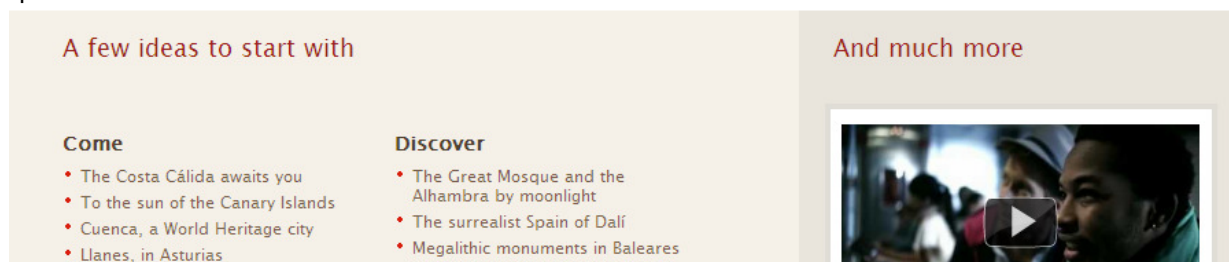 A few ideas to start with
And much more
Come
The Costa Cálida awaits you
To the sun of the Canary Islands
Cuenca, a World Heritage city
Llanes, in Asturias
Discover
The Great Mosque and the
Alhambra by moonlight
The surrealist Spain of Dalí
Megalithic monuments in Baleares